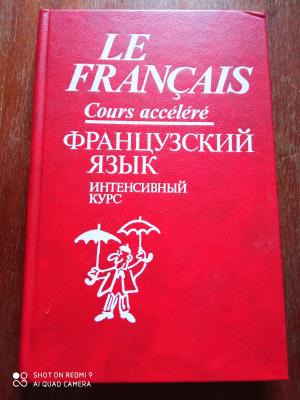 LE
FRANÇAIS
Cours accéléré
ФРАНЦУЗСКИЙ
ЯЗЫК
ИНТЕНСИВНЫЙ
КУРС
SHOT ON REDMI 9
AI QUAD CAMERA